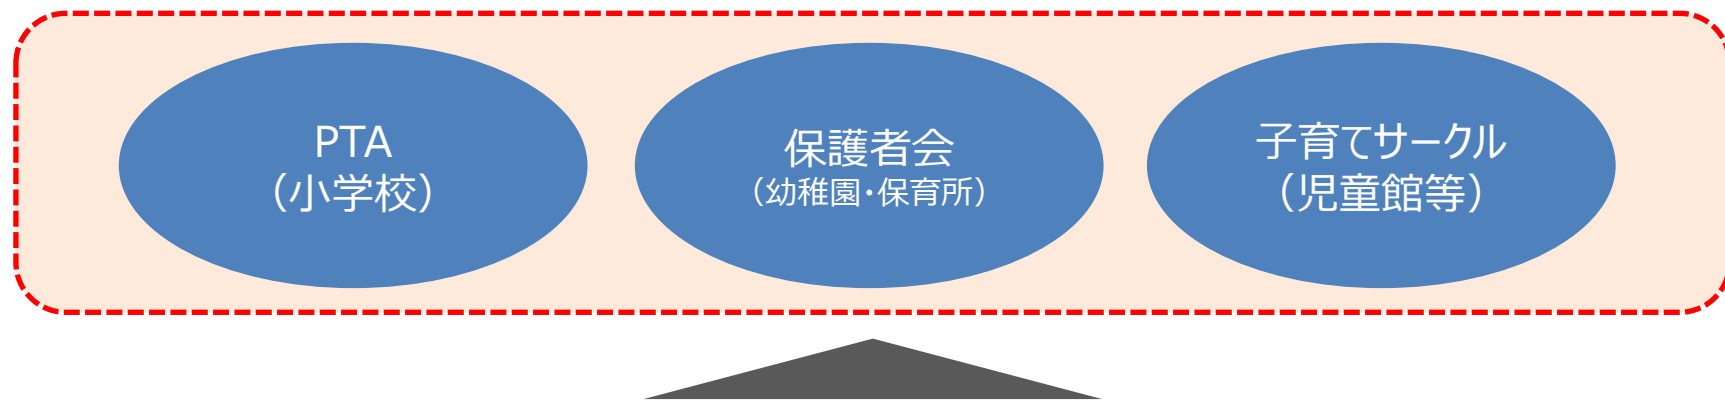 PTA
（小学校）
保護者会
（幼稚園・保育所）
子育てサークル
（児童館等）